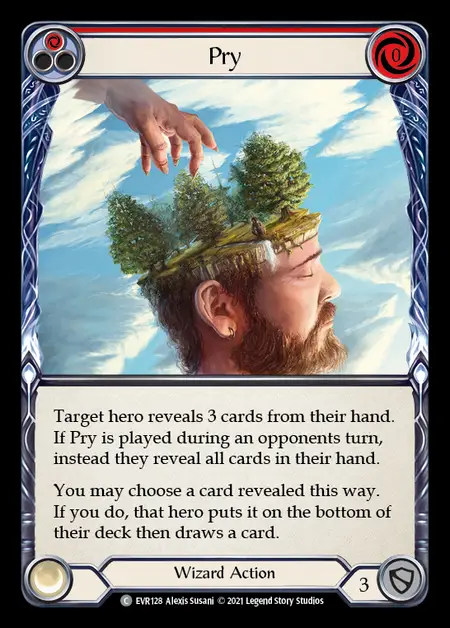 Pry
0
Target hero reveals 3 cards from their hand.
If Pry is played during an opponents turn,
instead they reveal all cards in their hand.
You may choose a card revealed this way.
If you do, that hero puts it on the bottom of
their deck then draws a card.
Wizard Action
3
C EVR128 Alexis Susani © 2021 Legend Story Studios